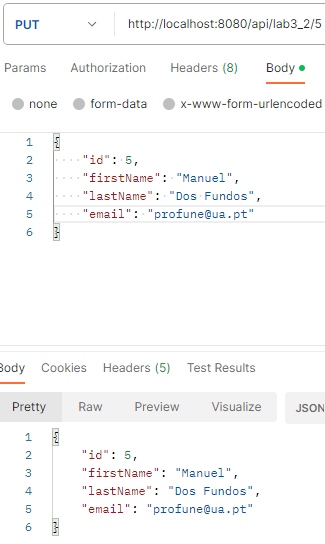 PUT http://localhost:8080/api/lab3_2/5
Params Authorization Headers (8) Body
none form-data x-www-form-urlencoded
1 {
2 "id": 5,
3 "firstName": "Manuel",
4 "lastName": "Dos Fundos",
5 "email": "profune@ua.pt"
6 }
Body Cookies Headers (5) Test Results
Pretty Raw Preview Visualize JSON
1 {
2 "id": 5,
3 "firstName": "Manuel",
4 "lastName": "Dos Fundos",
5 "email": "profune@ua.pt"
6 }